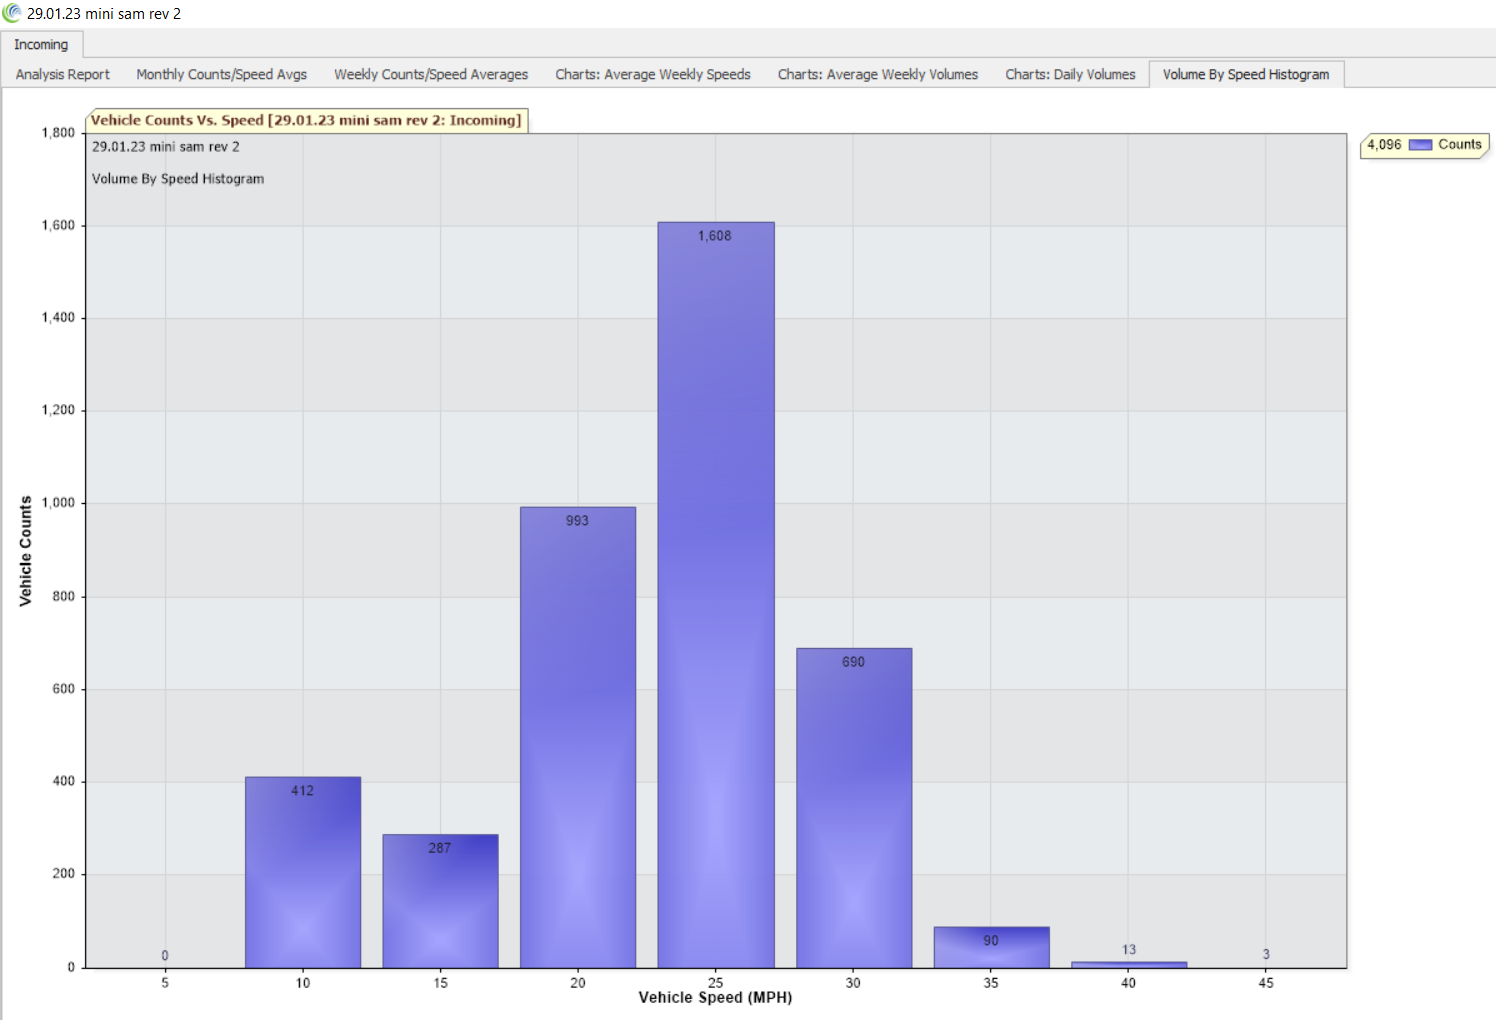 29.01.23 mini sam rev 2
Incoming
Analysis Report Monthly Counts/Speed Avgs Weekly Counts/Speed Averages Charts: Average Weekly Speeds Charts: Average Weekly Volumes Charts: Daily Volumes Volume By Speed Histogram
Vehicle Counts Vs. Speed [29.01.23 mini sam rev 2: Incoming]
29.01.23 mini sam rev 2
Volume By Speed Histogram
4,096 Counts
1,800
1,600
1,400
1,200
1,000
800
600
400
200
0
Vehicle Counts
0
412
287
993
1,608
690
90
13
3
5 10 15 20 25 30 35 40 45
Vehicle Speed (MPH)